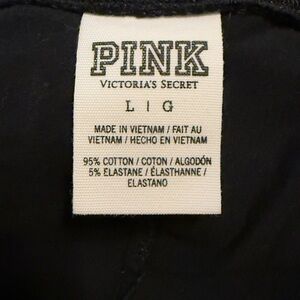 PINK
VICTORIA'S SECRET
L | G
MADE IN VIETNAM / FAIT AU
VIETNAM / HECHO EN VIETNAM
95% COTTON / COTON / ALGODÓN
5% ELASTANE / ÉLASTHANNE /
ELASTANO